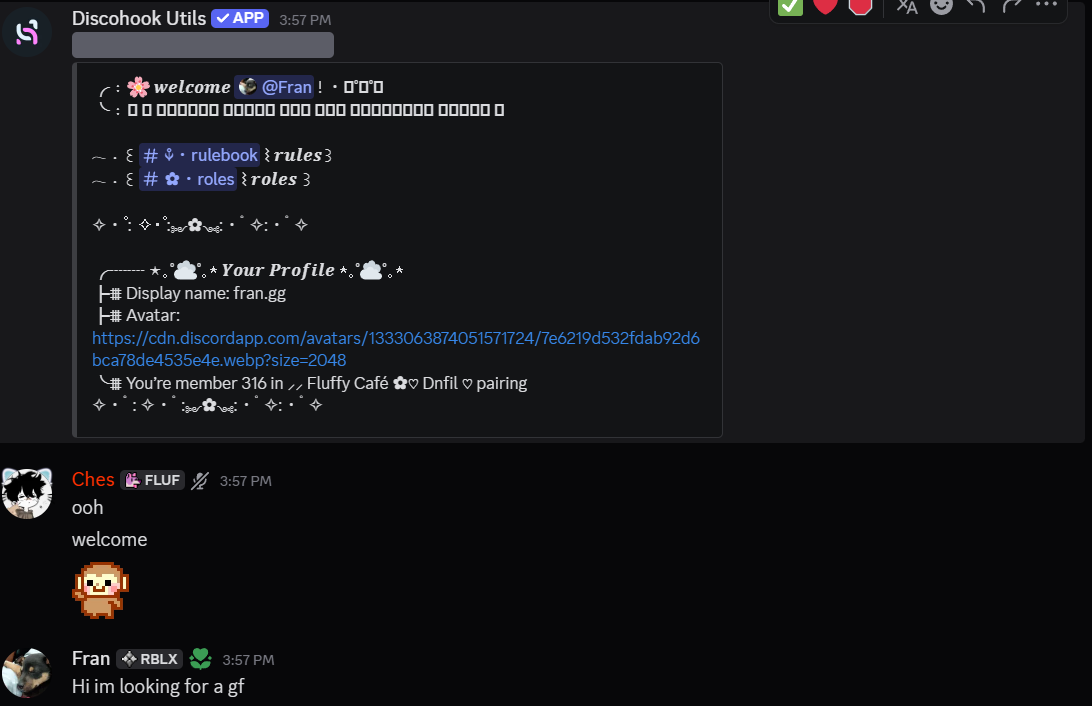 Discohook Utils ✓ APP 3:57 PM
╭ : 🌸 welcome @Fran ! ・
╰ :
~ . ꒰ # ⚘・rulebook ⌇rules꒱
~ . ꒰ # ✿・roles ⌇roles ꒱
✧・゚: ✧・゚:༻✿༺:・゚✧:・゚✧
╭┈┈┈ ⋆｡˚☁️˚｡⋆ Your Profile ⋆｡˚☁️˚｡⋆
┣⋕ Display name: fran.gg
┣⋕ Avatar:
https://cdn.discordapp.com/avatars/1333063874051571724/7e6219d532fdab92d6
bca78de4535e4e.webp?size=2048
╰⋕ You’re member 316 in ⸝⸝ Fluffy Café ✿♡ Dnfil ♡ pairing
✧・゚: ✧・゚:༻✿༺:・゚✧:・゚✧
Ches FLUF 3:57 PM
ooh
welcome
Fran RBLX 3:57 PM
Hi im looking for a gf